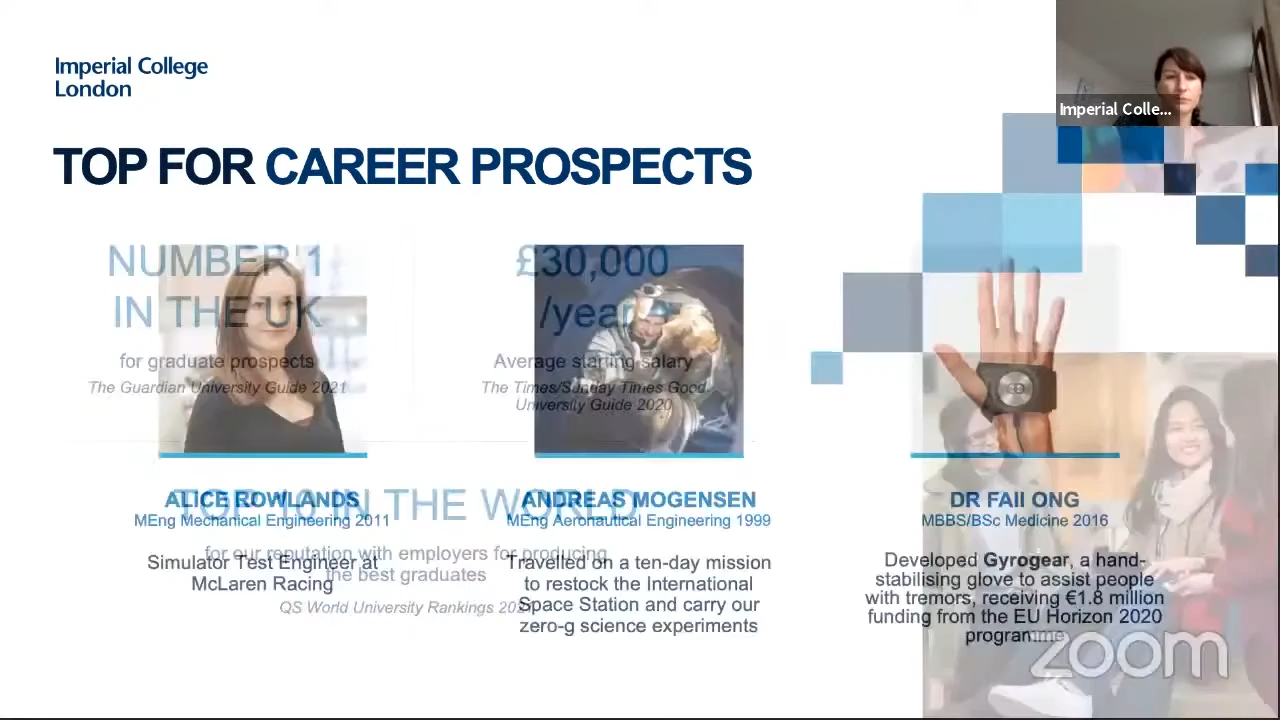 Imperial College
London
Imperial Colle...
TOP FOR CAREER PROSPECTS
NUMBER 1
IN THE UK
for graduate prospects
The Guardian University Guide 2021
£30,000
/year
Average starting salary
The Times/Sunday Times Good
University Guide 2020
TOP 10 IN THE WORLD
for our reputation with employers for producing
the best graduates
QS World University Rankings
ALICE ROWLANDS
MEng Mechanical Engineering 2011
Simulator Test Engineer at
McLaren Racing
ANDREAS MOGENSEN
MEng Aeronautical Engineering 1999
Travelled on a ten-day mission
to restock the International
Space Station and carry our
zero-g science experiments
DR FAII ONG
MBBS/BSc Medicine 2016
Developed Gyrogear, a hand-
stabilising glove to assist people
with tremors, receiving €1.8 million
funding from the EU Horizon 2020
programme
zoom